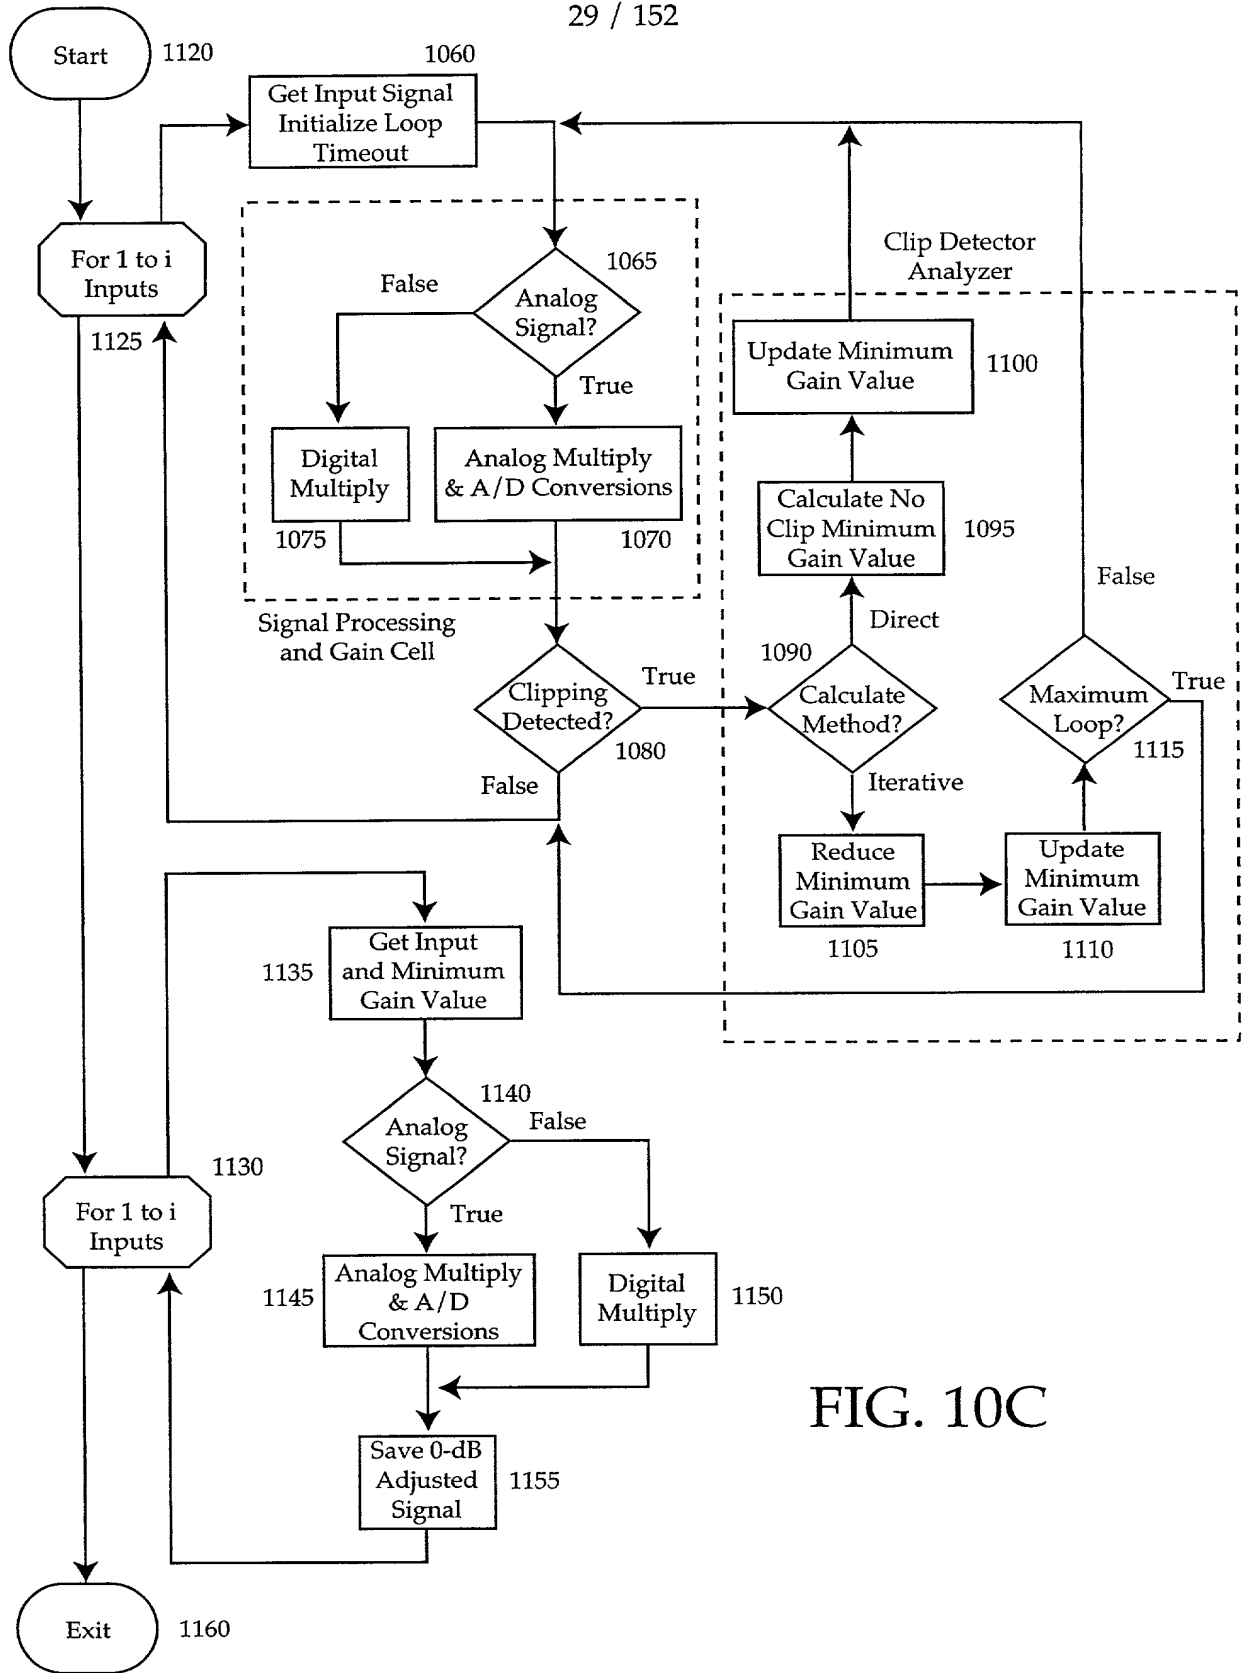 29 / 152
Start
1120
1060
Get Input Signal
Initialize Loop
Timeout
For 1 to i
Inputs
1125
False
1065
Analog
Signal?
True
Digital
Multiply
1075
Analog Multiply
& A/D Conversions
1070
Signal Processing
and Gain Cell
Clipping
Detected?
1080
True
False
Clip Detector
Analyzer
Update Minimum
Gain Value
1100
Calculate No
Clip Minimum
Gain Value
1095
Direct
1090
Calculate
Method?
Iterative
Reduce
Minimum
Gain Value
1105
Update
Minimum
Gain Value
1110
False
Maximum
Loop?
True
1115
Get Input
and Minimum
Gain Value
1135
1140
Analog
Signal?
False
True
1130
For 1 to i
Inputs
1145
Analog Multiply
& A/D
Conversions
Digital
Multiply
1150
Save 0-dB
Adjusted
Signal
1155
Exit
1160
FIG. 10C